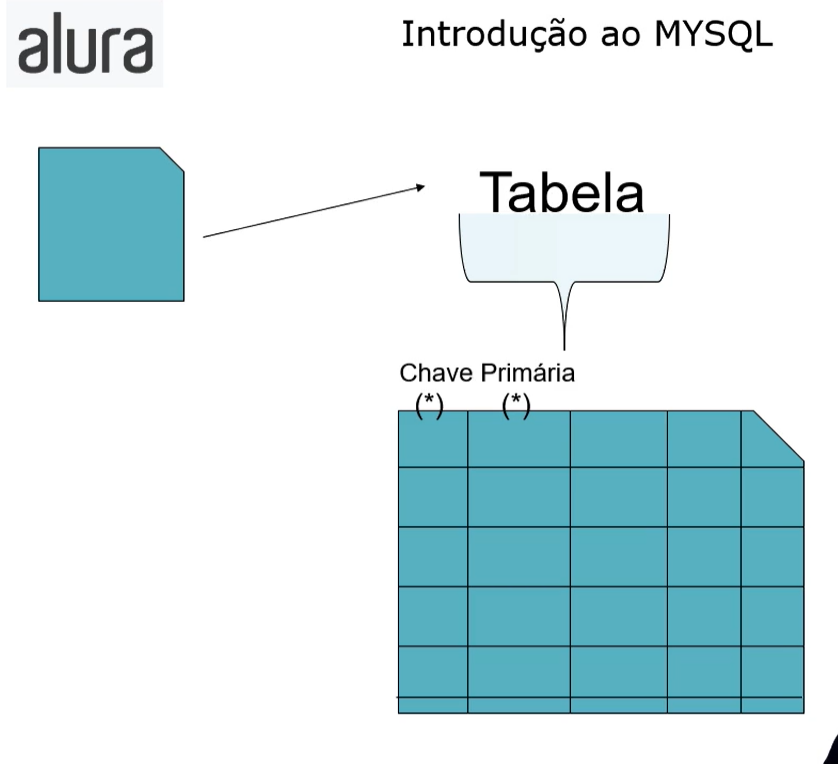 alura
Introdução ao MYSQL
Tabela
Chave Primária
(*) (*)